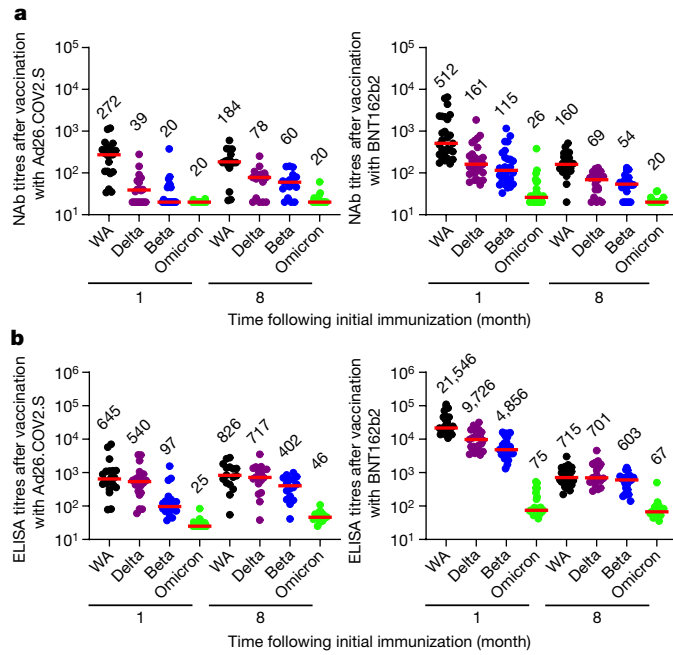 a
NAb titres after vaccination
with Ad26.COV2.S
10⁵
10⁴
10³
10²
10¹
272
39
20
20
184
78
60
20
WA
Delta
Beta
Omicron
WA
Delta
Beta
Omicron
1
8
NAb titres after vaccination
with BNT162b2
10⁵
10⁴
10³
10²
10¹
512
161
115
26
160
69
54
20
WA
Delta
Beta
Omicron
WA
Delta
Beta
Omicron
1
8
Time following initial immunization (month)
b
ELISA titres after vaccination
with Ad26.COV2.S
10⁶
10⁵
10⁴
10³
10²
10¹
645
540
97
25
826
717
402
46
WA
Delta
Beta
Omicron
WA
Delta
Beta
Omicron
1
8
ELISA titres after vaccination
with BNT162b2
10⁶
10⁵
10⁴
10³
10²
10¹
21,546
9,726
4,856
75
715
701
603
67
WA
Delta
Beta
Omicron
WA
Delta
Beta
Omicron
1
8
Time following initial immunization (month)